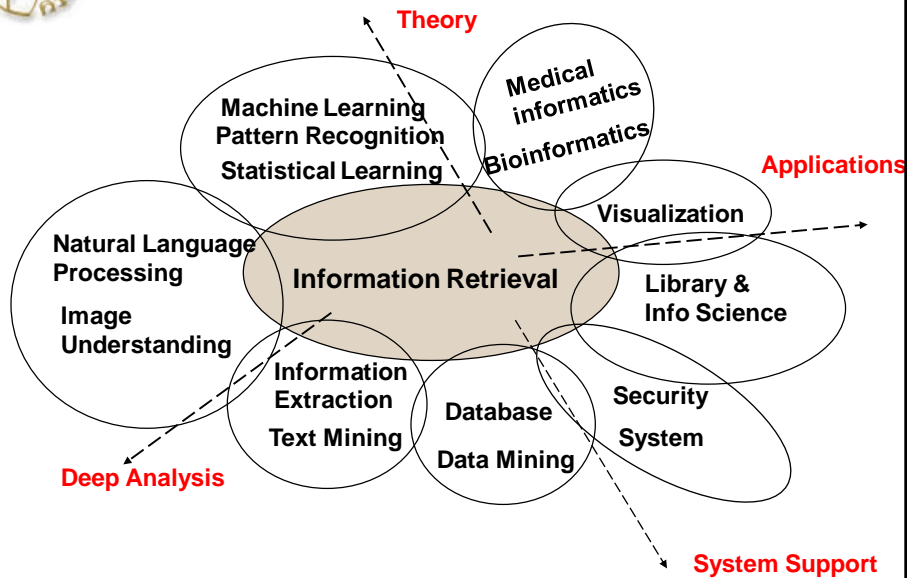 Theory
Medical
informatics
Bioinformatics
Machine Learning
Pattern Recognition
Statistical Learning
Applications
Visualization
Natural Language
Processing
Image
Understanding
Information Retrieval
Library &
Info Science
Information
Extraction
Text Mining
Database
Data Mining
Security
System
Deep Analysis
System Support